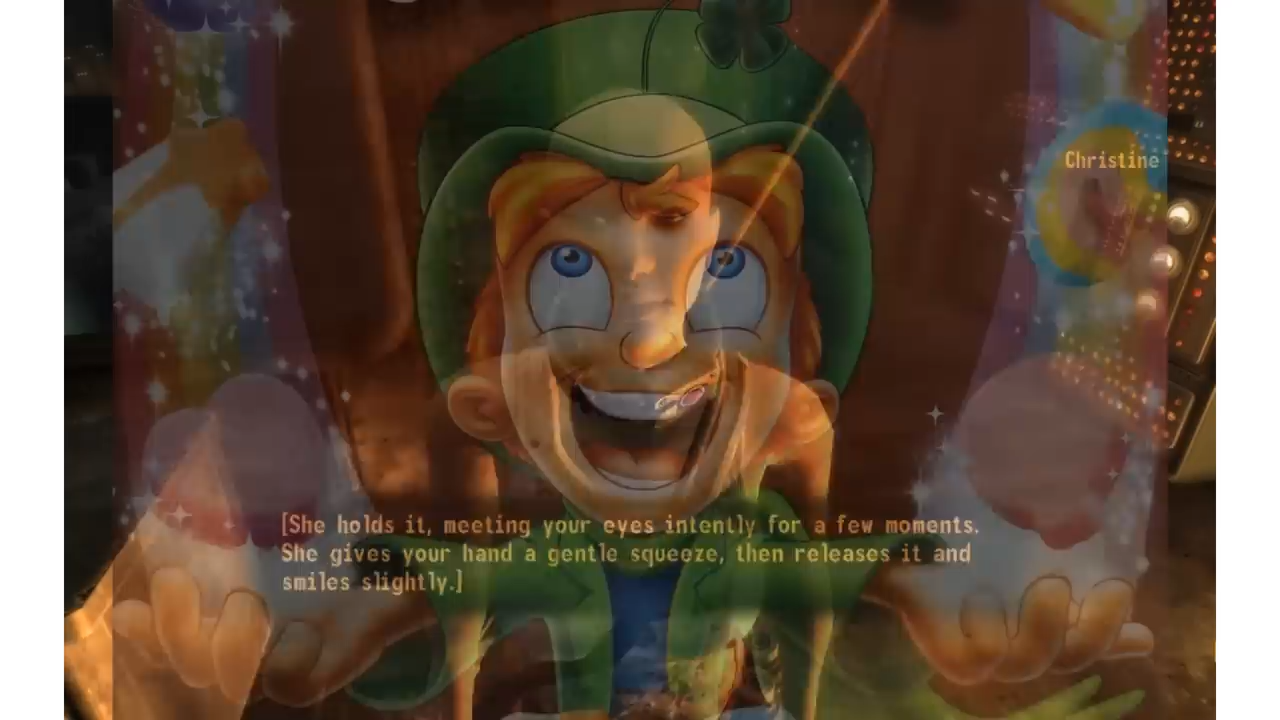 Christine
[She holds it, meeting your eyes intently for a few moments.
She gives your hand a gentle squeeze, then releases it and
smiles slightly.]